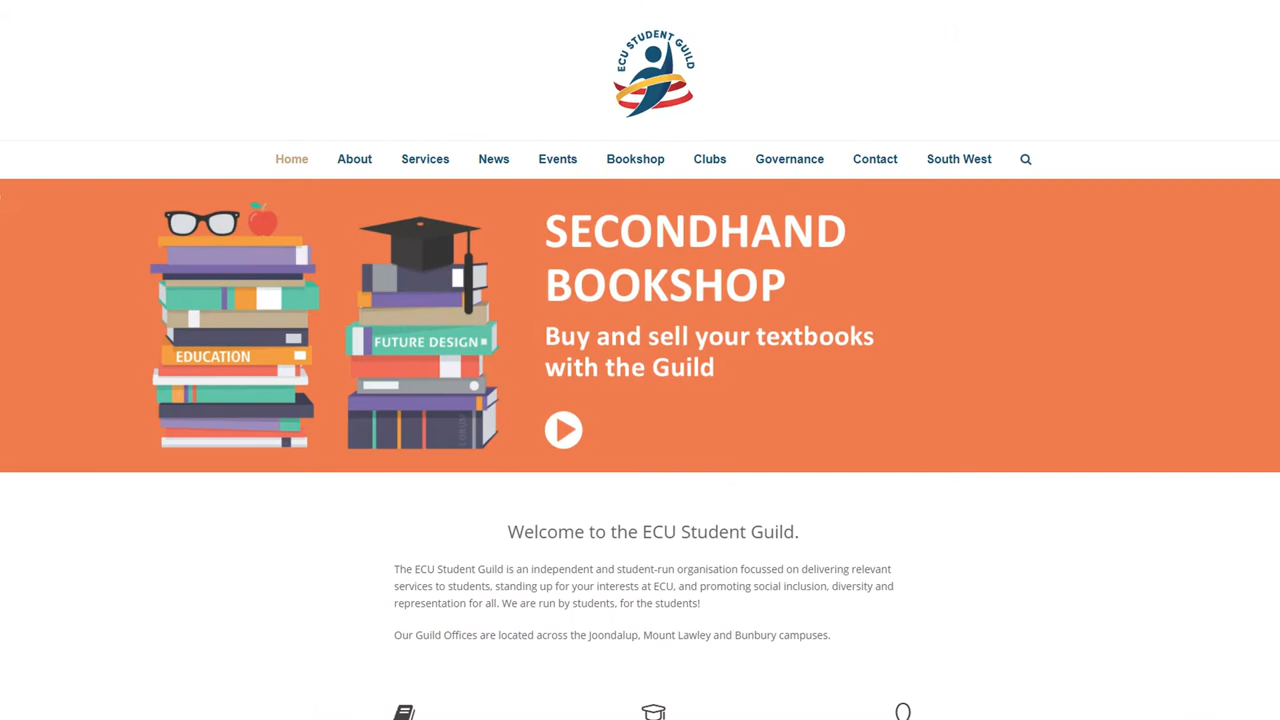 ECU STUDENT GUILD
Home About Services News Events Bookshop Clubs Governance Contact South West
SECONDHAND
BOOKSHOP
Buy and sell your textbooks
with the Guild
EDUCATION
FUTURE DESIGN
Welcome to the ECU Student Guild.
The ECU Student Guild is an independent and student-run organisation focussed on delivering relevant
services to students, standing up for your interests at ECU, and promoting social inclusion, diversity and
representation for all. We are run by students, for the students!
Our Guild Offices are located across the Joondalup, Mount Lawley and Bunbury campuses.